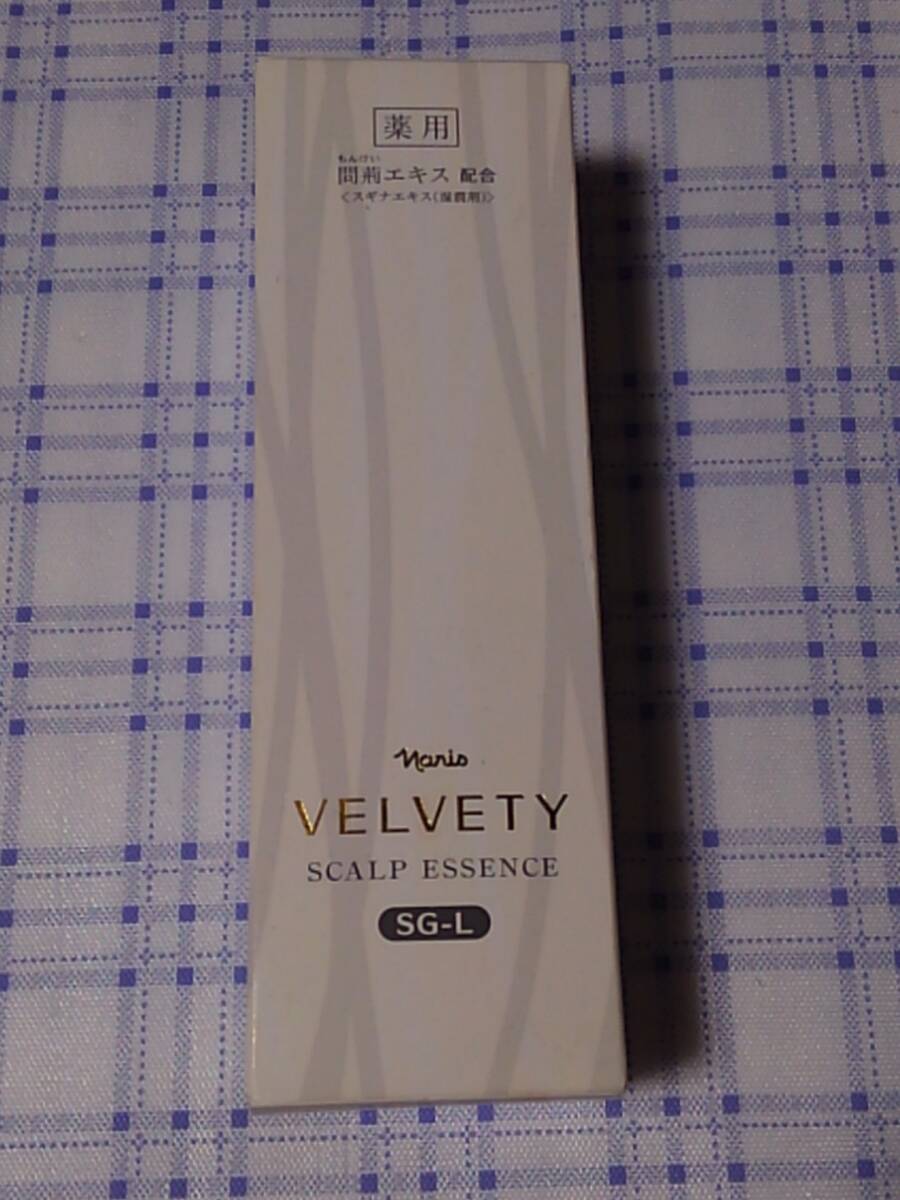 薬用
もんけい
問荊エキス 配合
〈スギナエキス(湿潤剤)〉
Naris
VELVETY
SCALP ESSENCE
SG-L